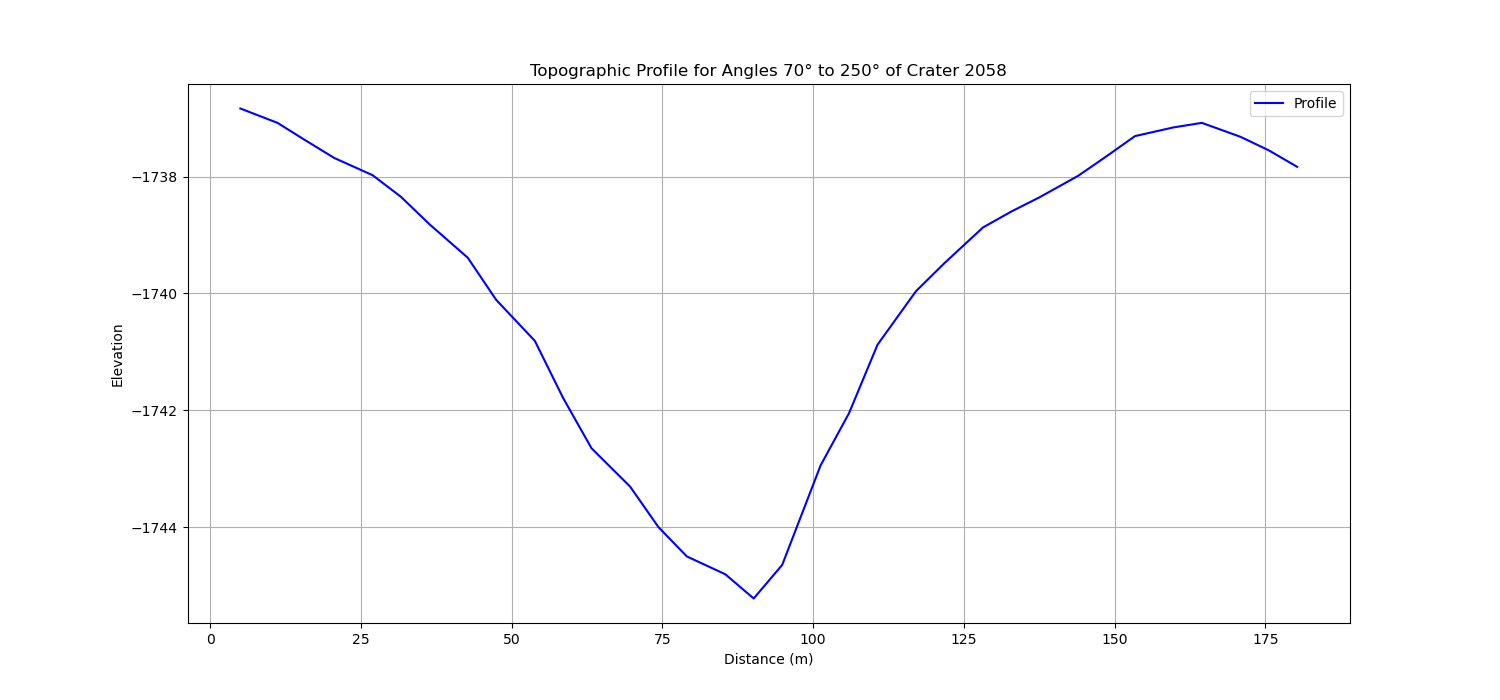 Topographic Profile for Angles 70° to 250° of Crater 2058
Profile
Elevation
−1738
−1740
−1742
−1744
0 25 50 75 100 125 150 175
Distance (m)